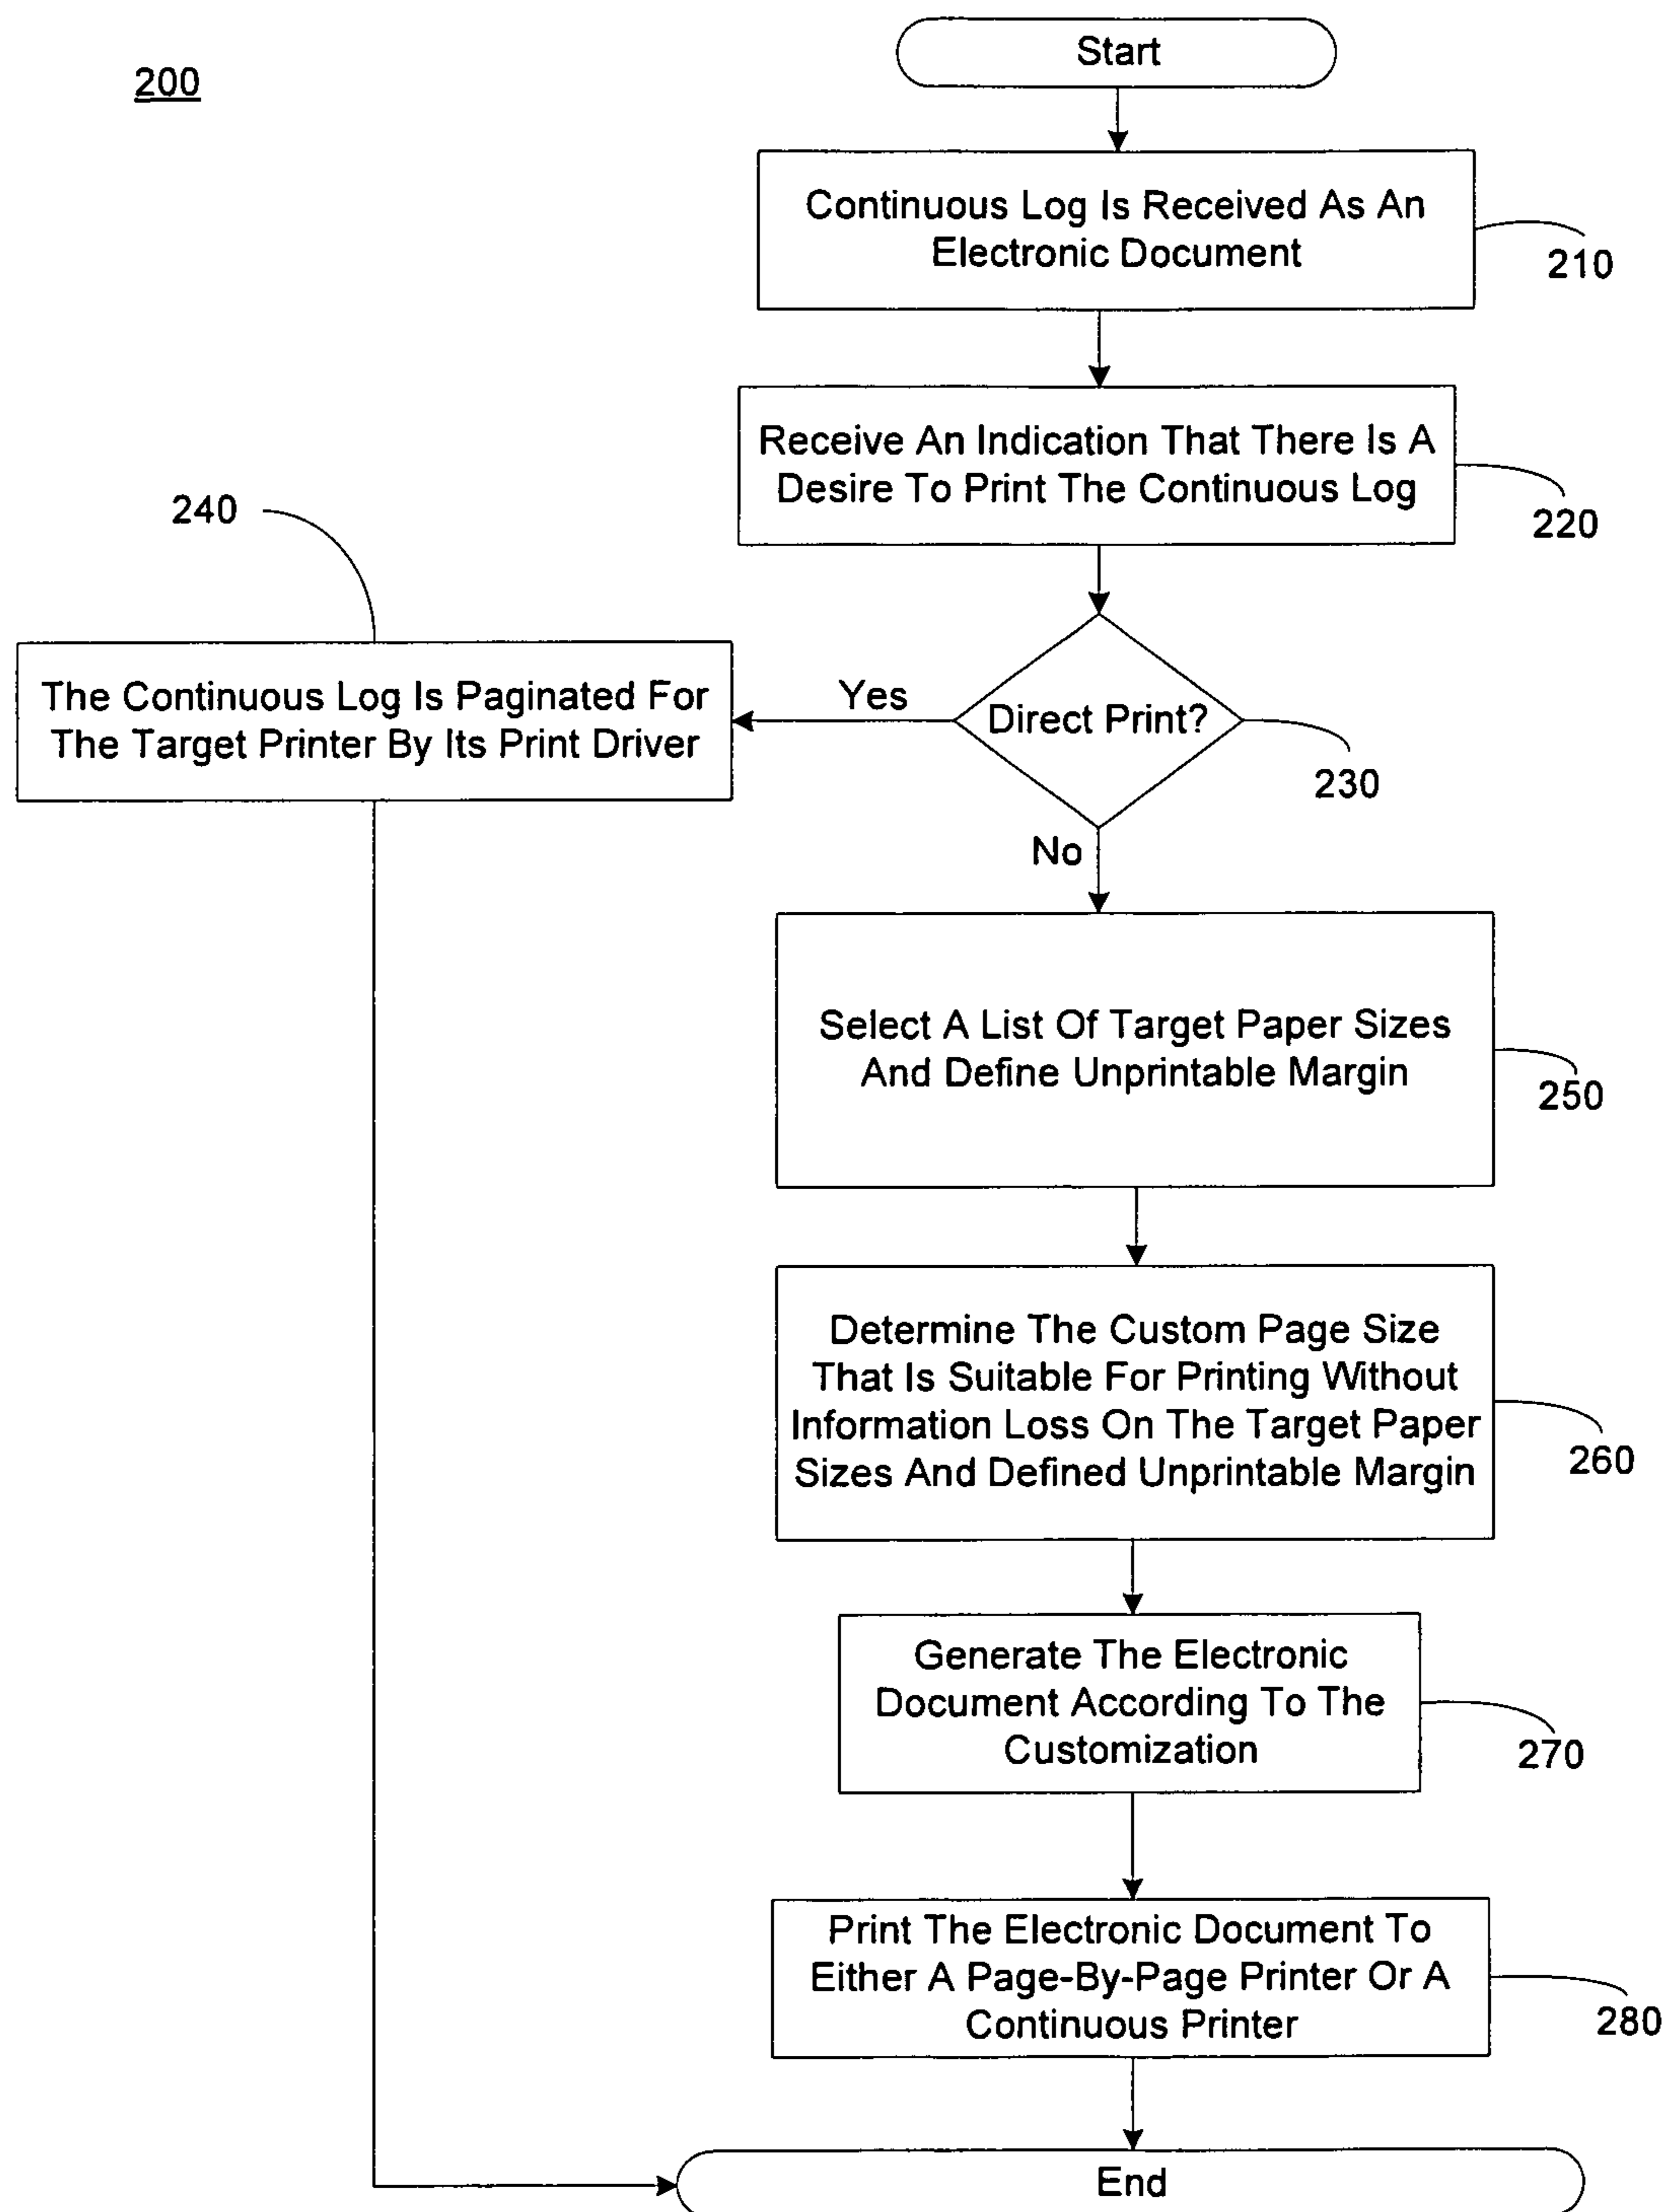 Start
200
Continuous Log Is Received As An
Electronic Document
210
Receive An Indication That There Is A
Desire To Print The Continuous Log
220
240
The Continuous Log Is Paginated For
The Target Printer By Its Print Driver
Yes
Direct Print?
230
No
Select A List Of Target Paper Sizes
And Define Unprintable Margin
250
Determine The Custom Page Size
That Is Suitable For Printing Without
Information Loss On The Target Paper
Sizes And Defined Unprintable Margin
260
Generate The Electronic
Document According To The
Customization
270
Print The Electronic Document To
Either A Page-By-Page Printer Or A
Continuous Printer
280
End